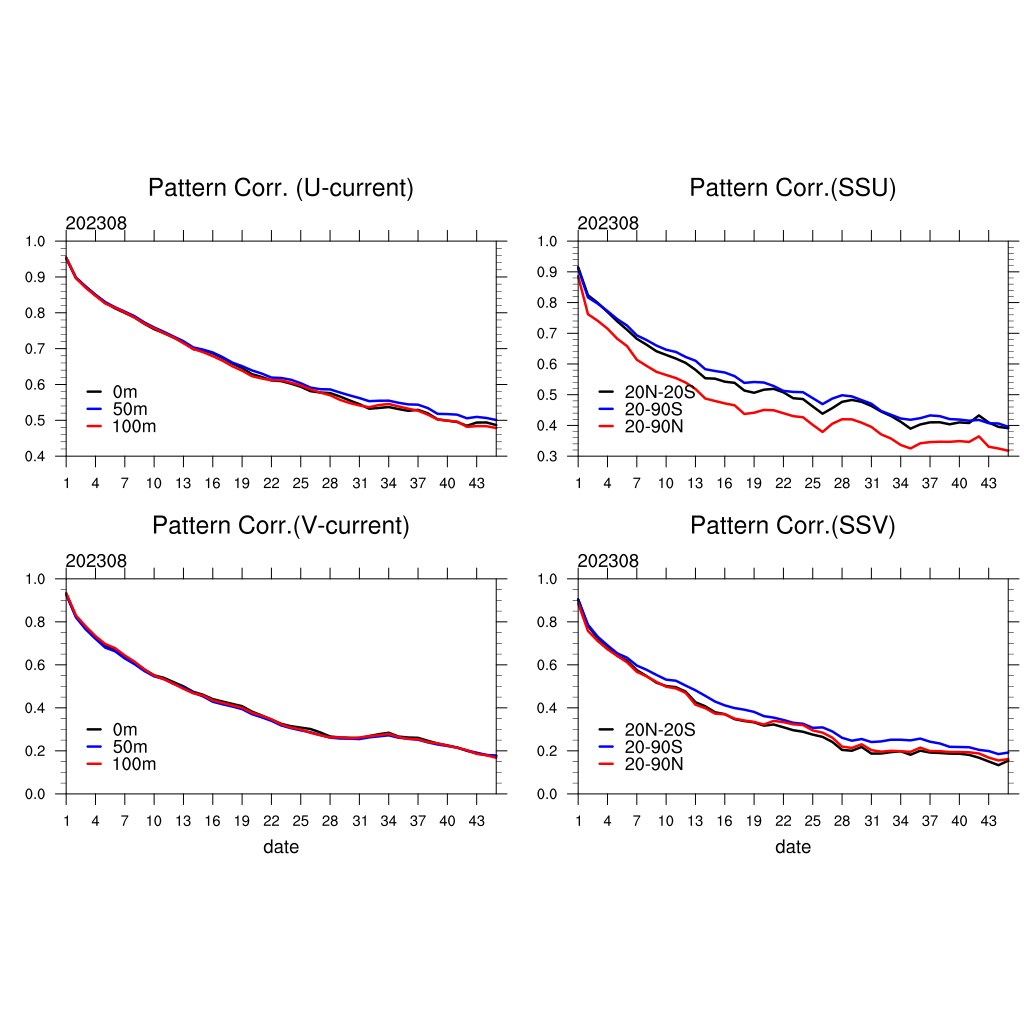 Pattern Corr. (U-current)
202308
1.0
0.9
0.8
0.7
0.6
0.5
0.4
0m
50m
100m
1 4 7 10 13 16 19 22 25 28 31 34 37 40 43
Pattern Corr.(SSU)
202308
1.0
0.9
0.8
0.7
0.6
0.5
0.4
0.3
20N-20S
20-90S
20-90N
1 4 7 10 13 16 19 22 25 28 31 34 37 40 43
Pattern Corr.(V-current)
202308
1.0
0.8
0.6
0.4
0.2
0.0
0m
50m
100m
1 4 7 10 13 16 19 22 25 28 31 34 37 40 43
date
Pattern Corr.(SSV)
202308
1.0
0.8
0.6
0.4
0.2
0.0
20N-20S
20-90S
20-90N
1 4 7 10 13 16 19 22 25 28 31 34 37 40 43
date